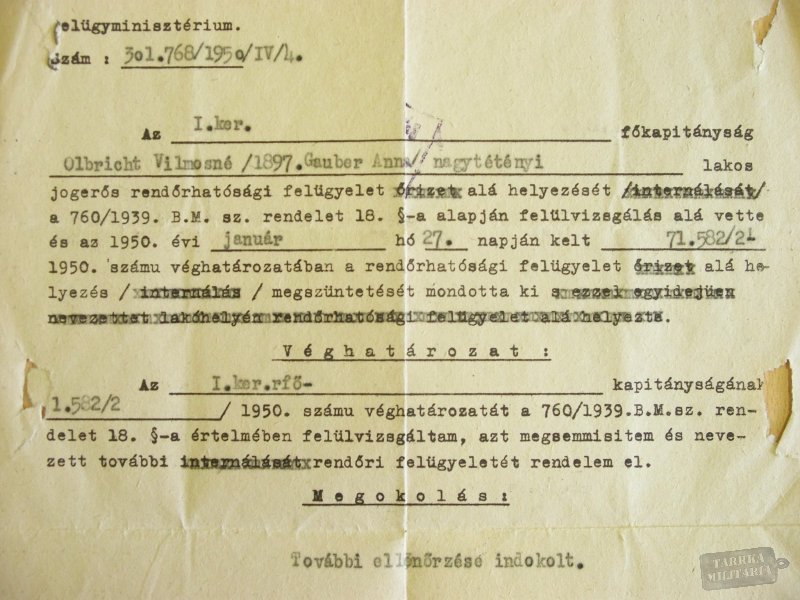 elügyminisztérium.
szám : 3o1.768/195o/IV/4.
Az I.ker. főkapitányság
Olbricht Vilmosné /1897.Gauber Anna/ nagytétényi lakos
jogerős rendőrhatósági felügyelet őrizet alá helyezését /internálását/
a 760/1939. B.M. sz. rendelet 18. §-a alapján felülvizsgálás alá vette
és az 1950. évi január hó 27. napján kelt 71.582/2-
1950. számu véghatározatában a rendőrhatósági felügyelet őrizet alá he-
lyezés /internálás / megszüntetését mondotta ki s ezzek egyidejüen
nevezettet lakóhelyén rendőrhatósági felügyelet alá helyezte.
Véghatározat :
Az I.ker.rfő- kapitányságának
1.582/2 / 1950. számu véghatározatát a 760/1939.B.M.sz. ren-
delet 18. §-a értelmében felülvizsgáltam, azt megsemmisitem és neve-
zett további internálását rendőri felügyeletét rendelem el.
Megokolás:
További ellenőrzése indokolt.
TARRKA
MILITARIA